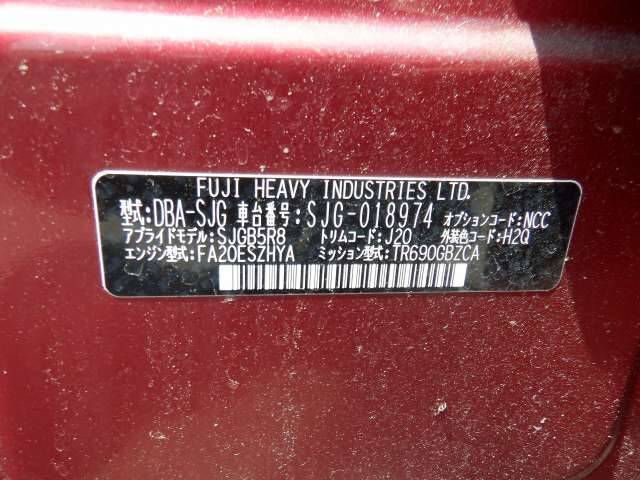 FUJI HEAVY INDUSTRIES LTD.
型式:DBA-SJG 車台番号:SJG-018974 オプションコード:NCC
アプライドモデル:SJGB5R8 トリムコード:J20 外装色コード:H2Q
エンジン型式:FA20ESZHYA ミッション型式:TR690GBZCA